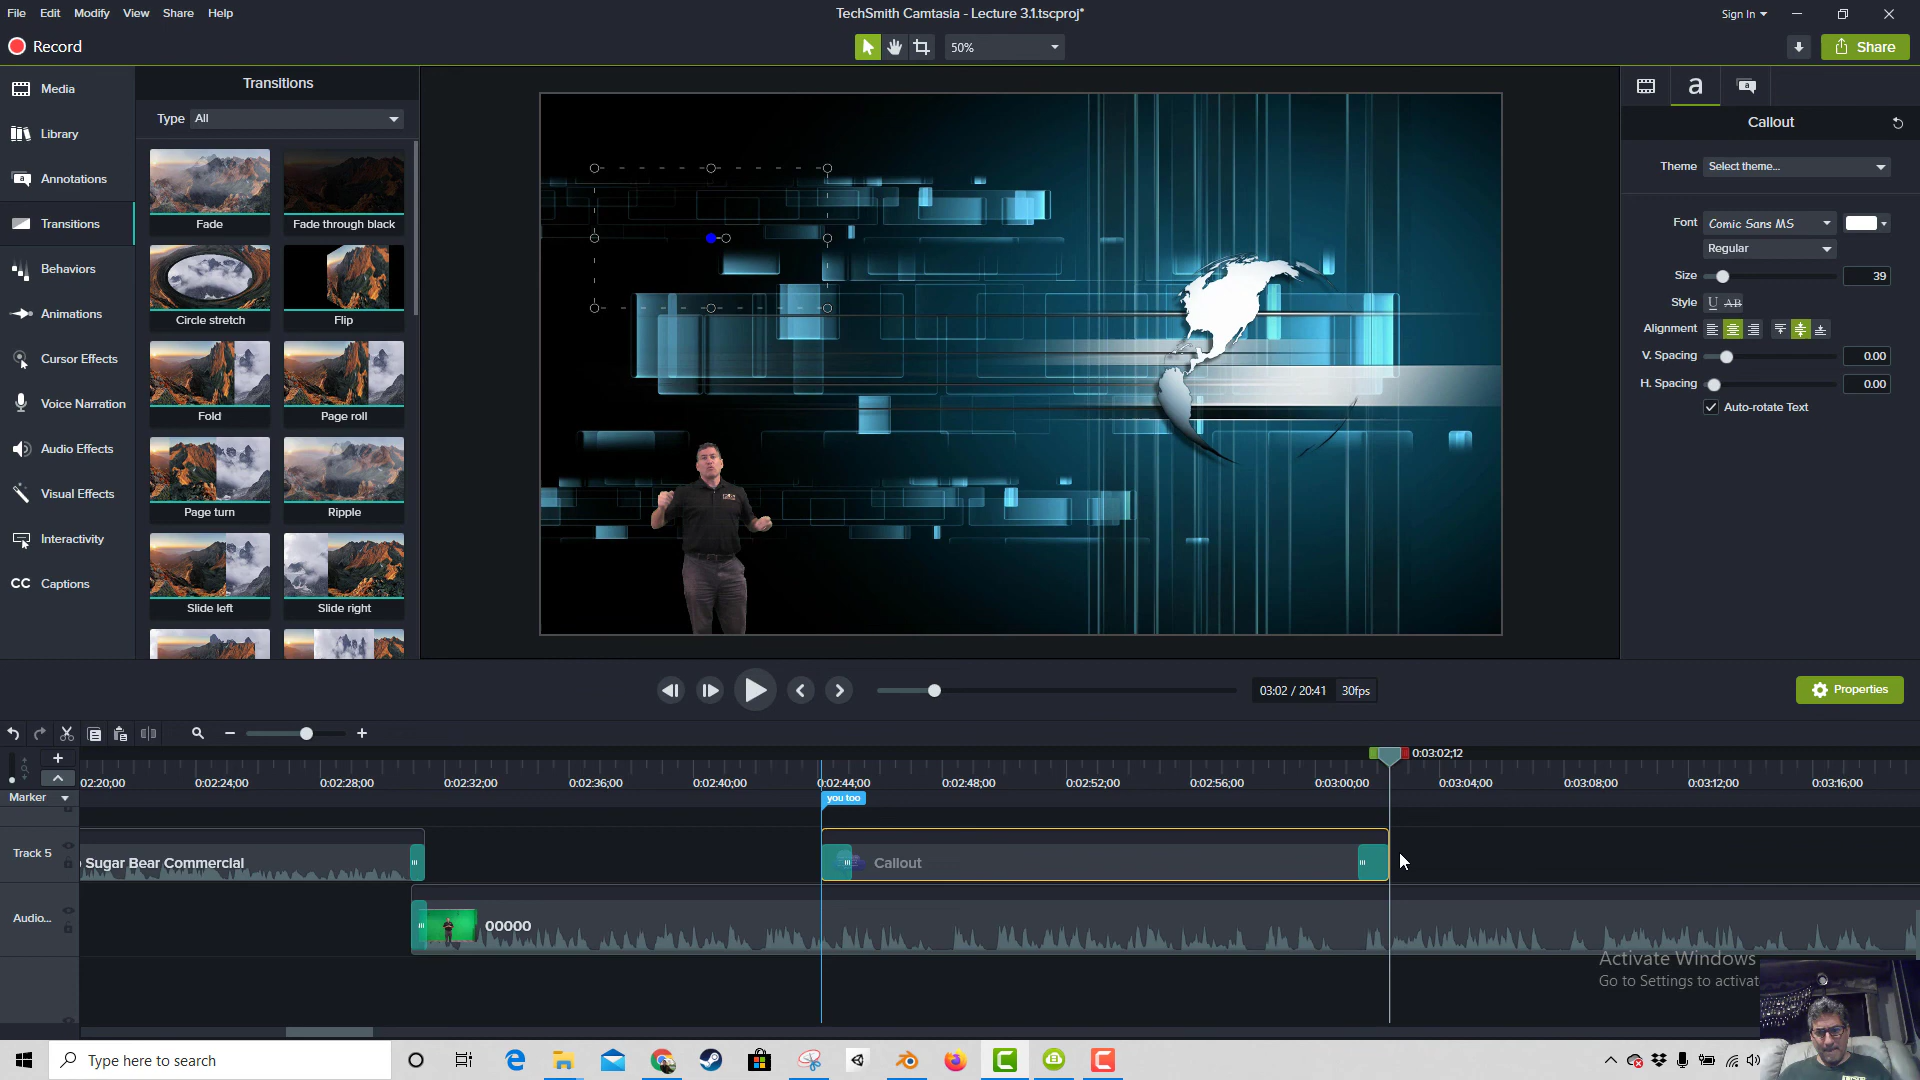 File Edit Modify View Share Help
TechSmith Camtasia - Lecture 3.1.tscproj*
Sign In
Record
50%
Share
Media
Library
Annotations
Transitions
Behaviors
Animations
Cursor Effects
Voice Narration
Audio Effects
Visual Effects
Interactivity
CC Captions
Transitions
Type All
Fade
Fade through black
Circle stretch
Flip
Fold
Page roll
Page turn
Ripple
Slide left
Slide right
a
Callout
Theme Select theme...
Font Comic Sans MS
Regular
Size 39
Style U AB
Alignment
V. Spacing 0.00
H. Spacing 0.00
Auto-rotate Text
03:02 / 20:41 30fps
Properties
0:03:02;12
02:20;00 0:02:24;00 0:02:28;00 0:02:32;00 0:02:36;00 0:02:40;00 0:02:44;00 0:02:48;00 0:02:52;00 0:02:56;00 0:03:00;00 0:03:04;00 0:03:08;00 0:03:12;00 0:03:16;00
Marker
you too
Track 5
Sugar Bear Commercial
Callout
Audio...
00000
Activate Windows
Go to Settings to activat
Type here to search